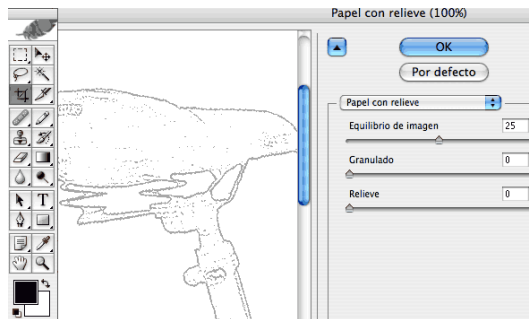 Papel con relieve (100%)
OK
Por defecto
Papel con relieve
Equilibrio de imagen 25
Granulado 0
Relieve 0
T